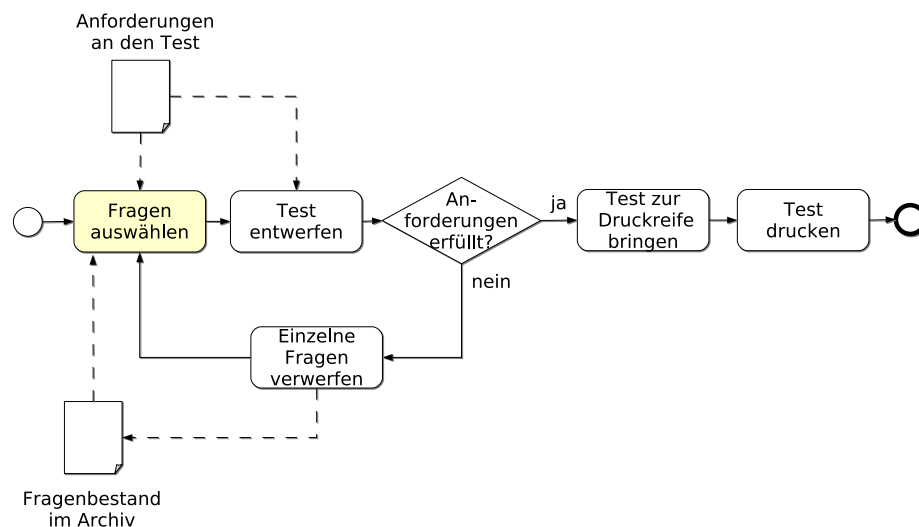 Anforderungen
an den Test
Fragen
auswählen
Test
entwerfen
An-
forderungen
erfüllt?
ja
Test zur
Druckreife
bringen
Test
drucken
nein
Einzelne
Fragen
verwerfen
Fragenbestand
im Archiv